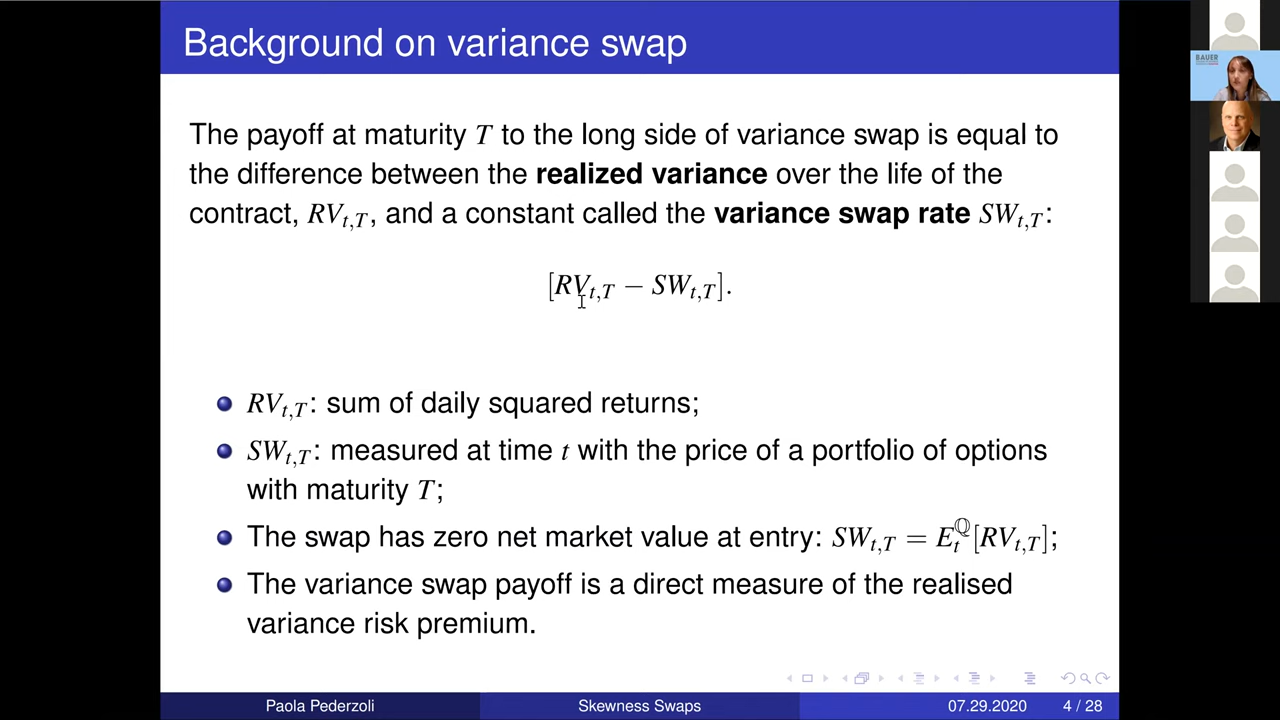 Background on variance swap
BAUER
The payoff at maturity T to the long side of variance swap is equal to
the difference between the realized variance over the life of the
contract, RV_{t,T}, and a constant called the variance swap rate SW_{t,T}:
[RV_{t,T} − SW_{t,T}].
RV_{t,T}: sum of daily squared returns;
SW_{t,T}: measured at time t with the price of a portfolio of options
with maturity T;
The swap has zero net market value at entry: SW_{t,T} = E_t^ℚ[RV_{t,T}];
The variance swap payoff is a direct measure of the realised
variance risk premium.
Paola Pederzoli Skewness Swaps 07.29.2020 4 / 28